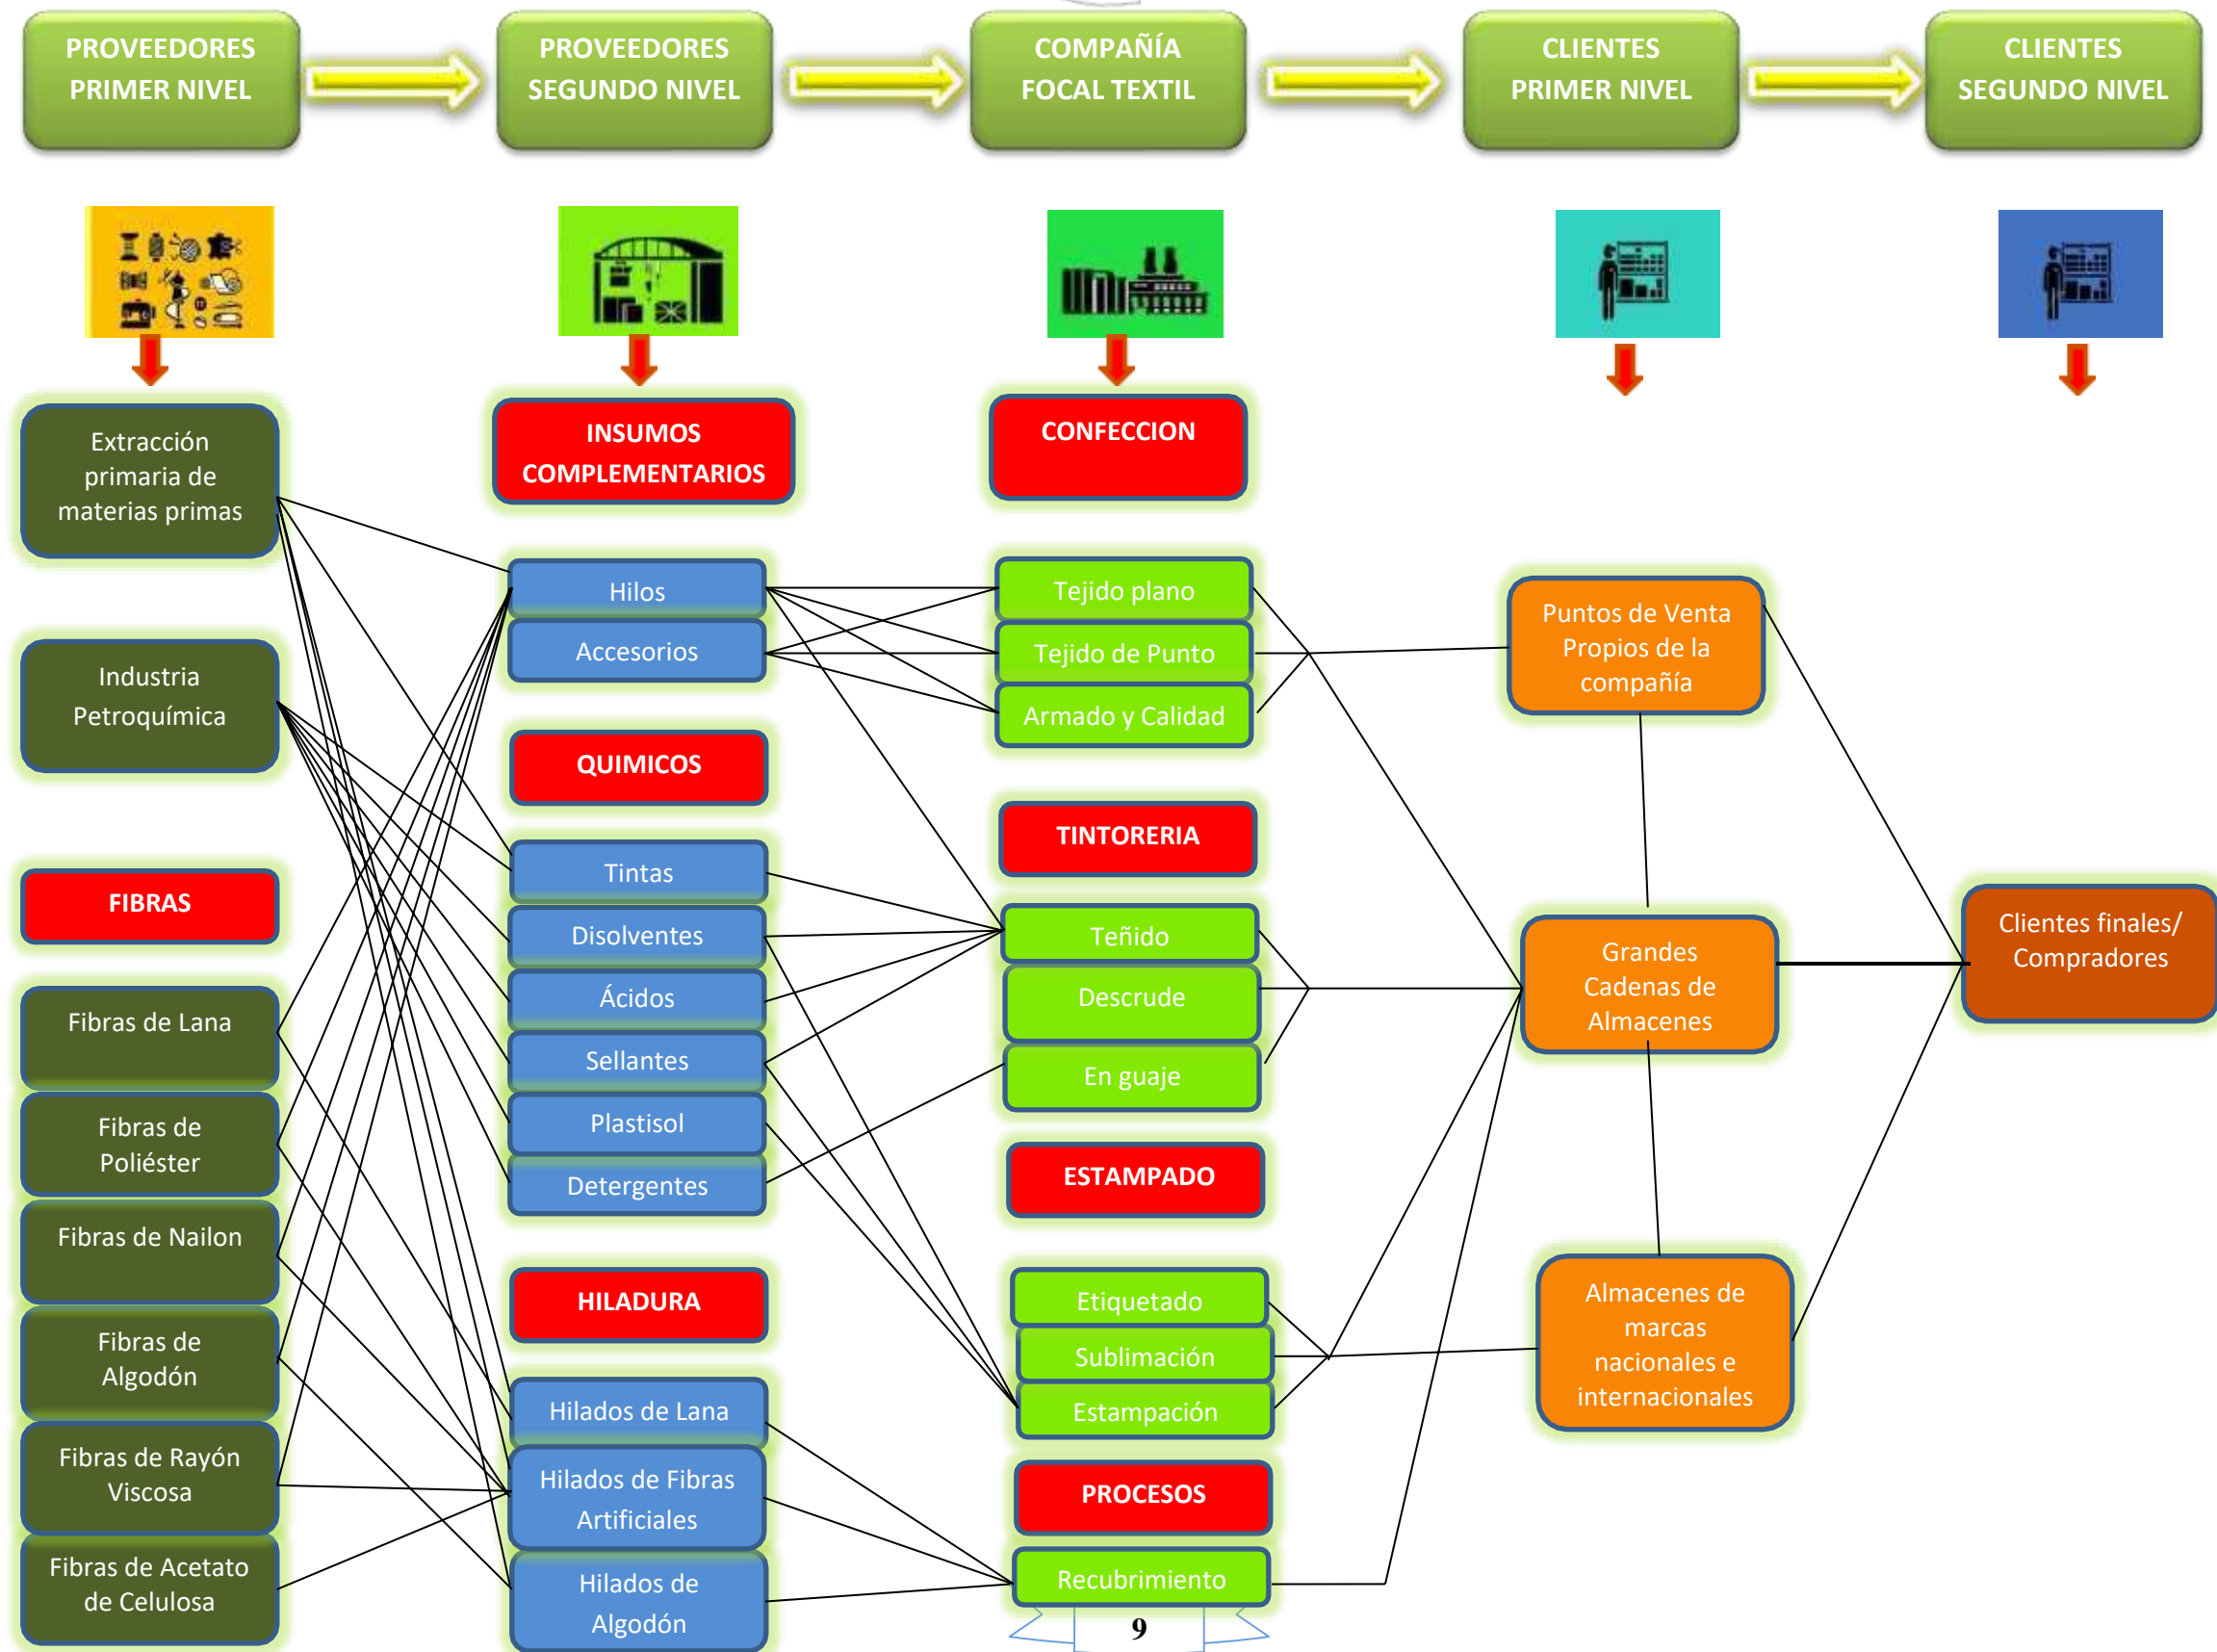 PROVEEDORES
PRIMER NIVEL
PROVEEDORES
SEGUNDO NIVEL
COMPAÑÍA
FOCAL TEXTIL
CLIENTES
PRIMER NIVEL
CLIENTES
SEGUNDO NIVEL
Extracción
primaria de
materias primas
Industria
Petroquímica
FIBRAS
Fibras de Lana
Fibras de
Poliéster
Fibras de Nailon
Fibras de
Algodón
Fibras de Rayón
Viscosa
Fibras de Acetato
de Celulosa
INSUMOS
COMPLEMENTARIOS
Hilos
Accesorios
QUIMICOS
Tintas
Disolventes
Ácidos
Sellantes
Plastisol
Detergentes
HILADURA
Hilados de Lana
Hilados de Fibras
Artificiales
Hilados de
Algodón
CONFECCION
Tejido plano
Tejido de Punto
Armado y Calidad
TINTORERIA
Teñido
Descrude
En guaje
ESTAMPADO
Etiquetado
Sublimación
Estampación
PROCESOS
Recubrimiento
Puntos de Venta
Propios de la
compañía
Grandes
Cadenas de
Almacenes
Almacenes de
marcas
nacionales e
internacionales
Clientes finales/
Compradores
9